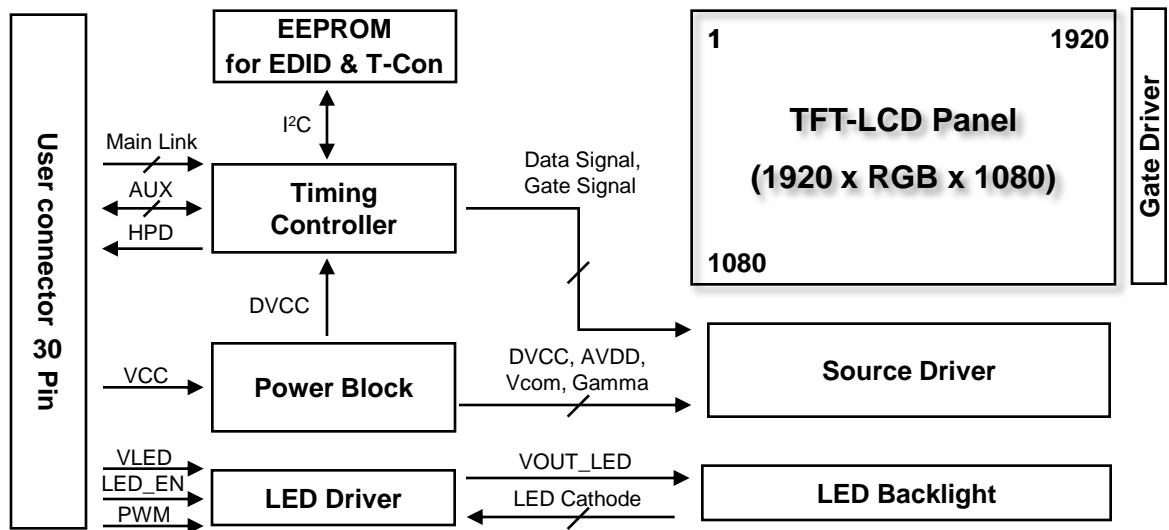 EEPROM
for EDID & T-Con
I²C
User connector 30 Pin
Main Link
AUX
HPD
Timing
Controller
Data Signal,
Gate Signal
1
1920
TFT-LCD Panel
(1920 x RGB x 1080)
1080
Gate Driver
DVCC
VCC
Power Block
DVCC, AVDD,
Vcom, Gamma
Source Driver
VLED
LED_EN
PWM
LED Driver
VOUT_LED
LED Cathode
LED Backlight